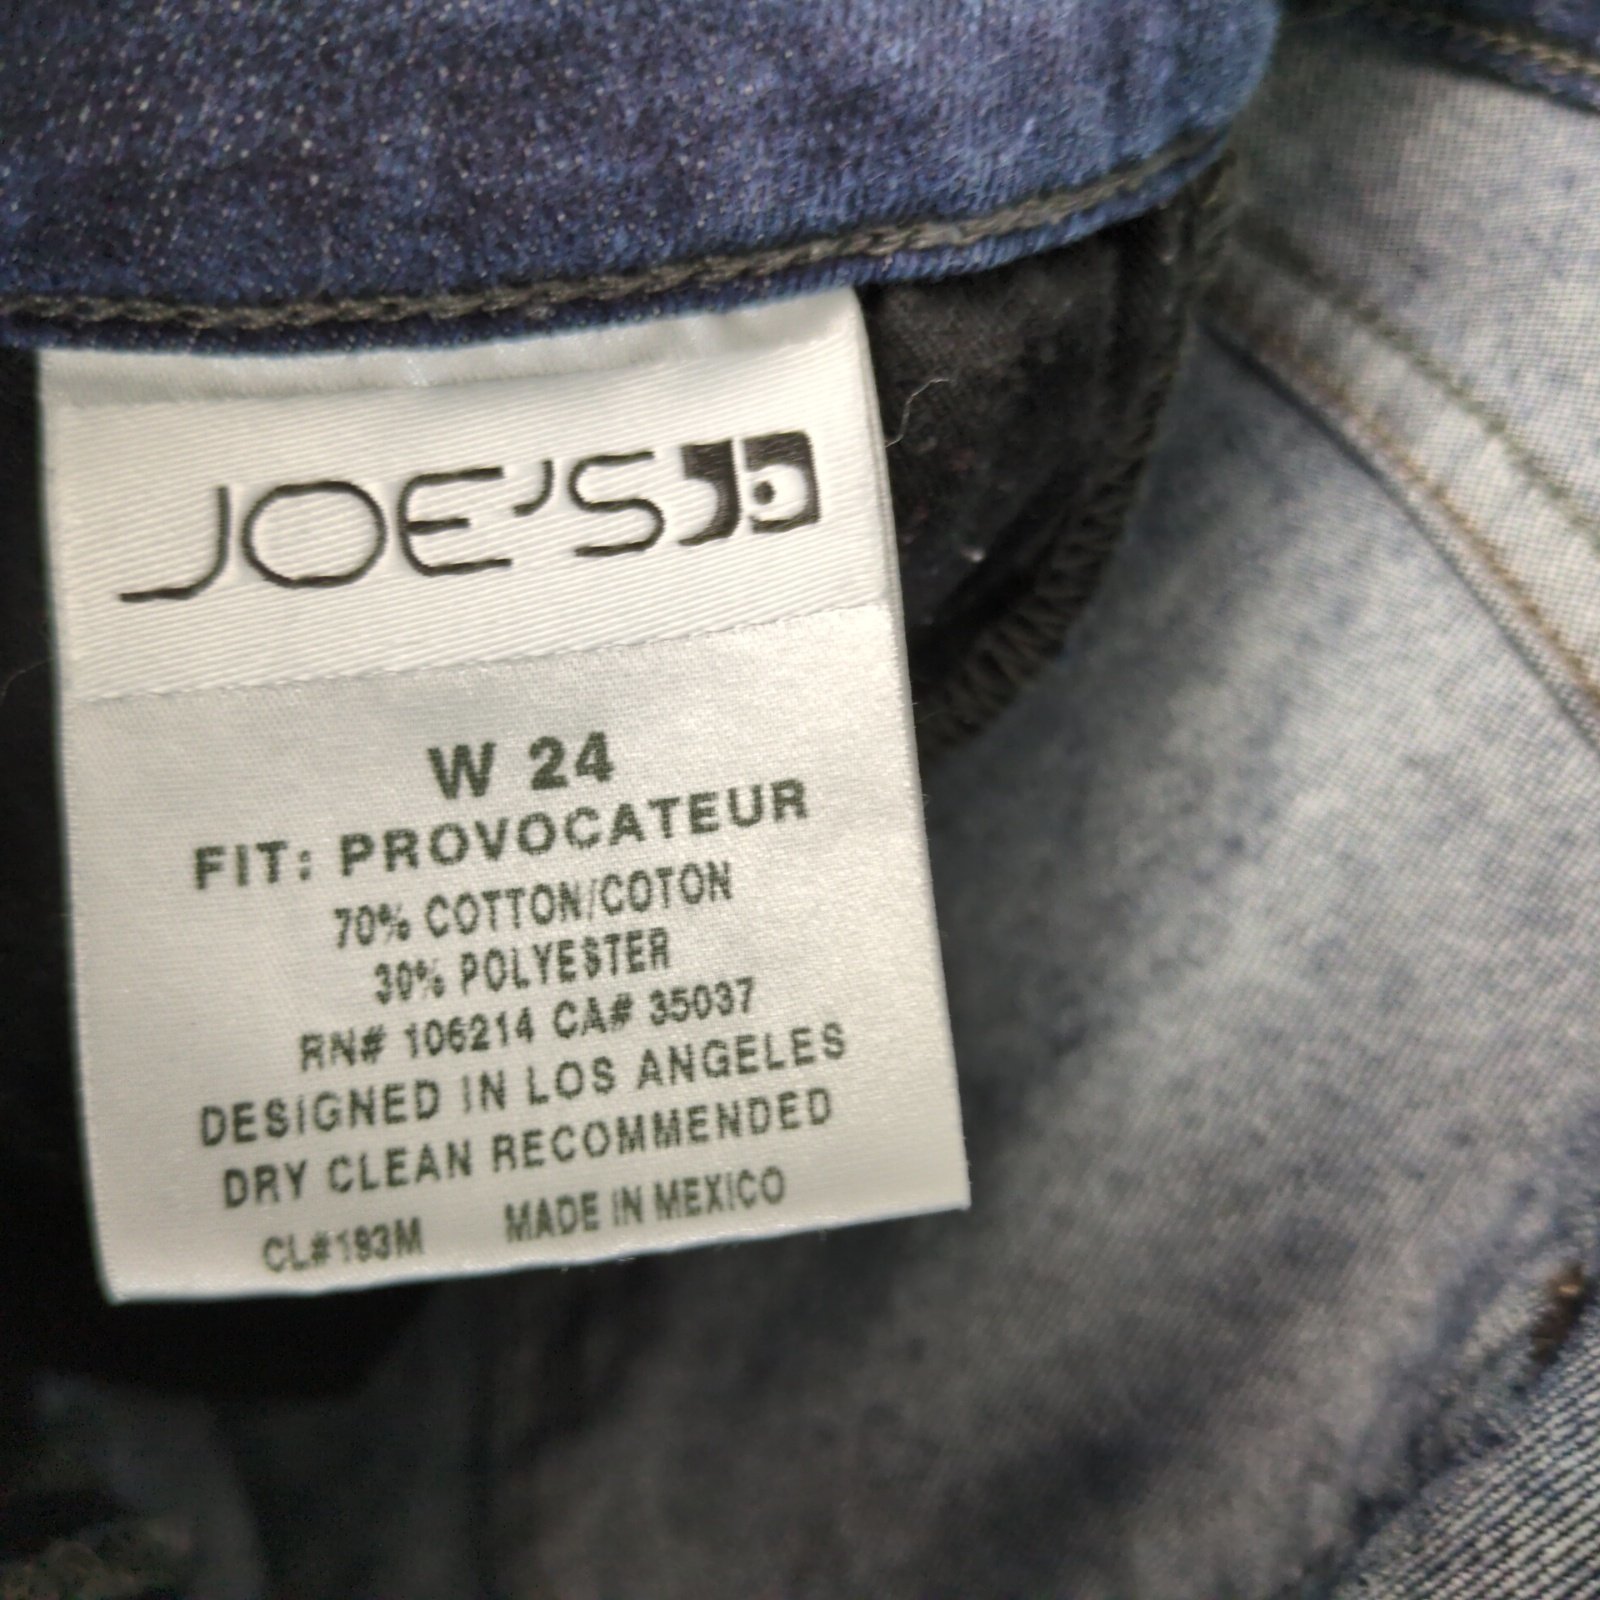 JOE'S
W 24
FIT: PROVOCATEUR
70% COTTON/COTON
30% POLYESTER
RN# 106214 CA# 35037
DESIGNED IN LOS ANGELES
DRY CLEAN RECOMMENDED
CL#193M MADE IN MEXICO